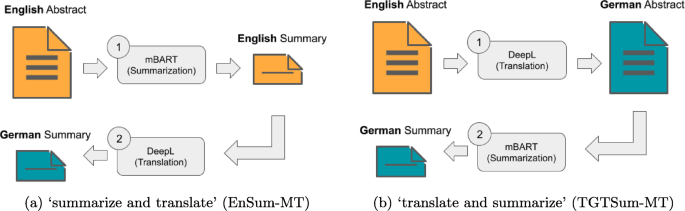 English Abstract
1
mBART
(Summarization)
English Summary
German Summary
2
DeepL
(Translation)
(a) ‘summarize and translate’ (EnSum-MT)
English Abstract
1
DeepL
(Translation)
German Abstract
German Summary
2
mBART
(Summarization)
(b) ‘translate and summarize’ (TGTSum-MT)